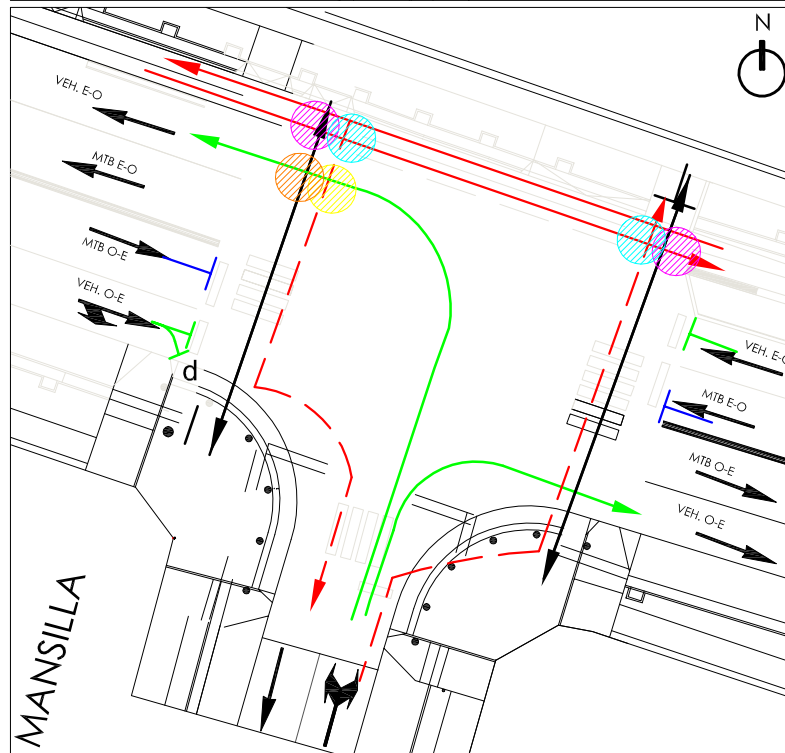 N
VEH. E-O
MTB E-O
MTB O-E
VEH. O-E
d
VEH. E-O
MTB E-O
MTB O-E
VEH. O-E
MANSILLA